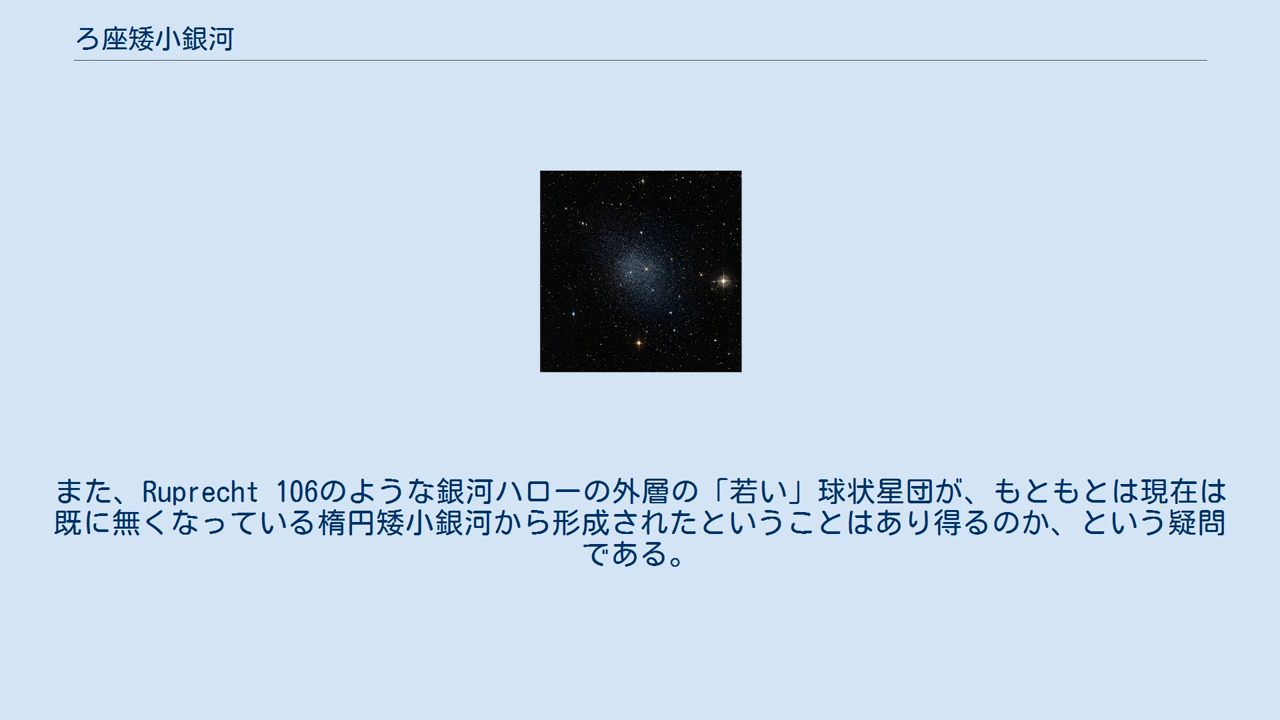 ろ座矮小銀河
また、Ruprecht 106のような銀河ハローの外層の「若い」球状星団が、もともとは現在は
既に無くなっている楕円矮小銀河から形成されたということはあり得るのか、という疑問
である。